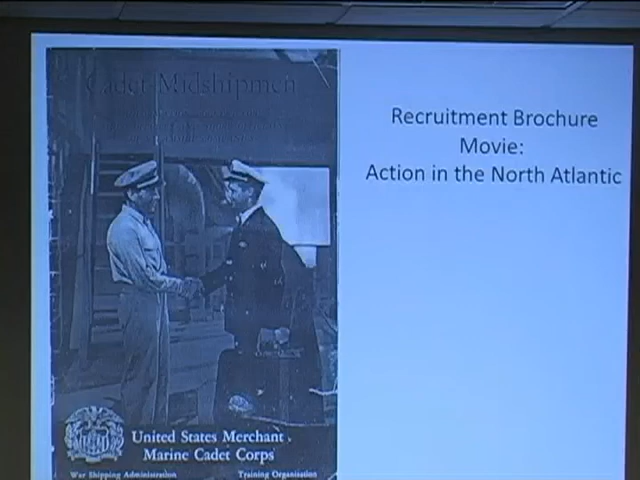 Cadet Midshipmen
United States Merchant
Marine Cadet Corps
War Shipping Administration Training Organization
Recruitment Brochure
Movie:
Action in the North Atlantic